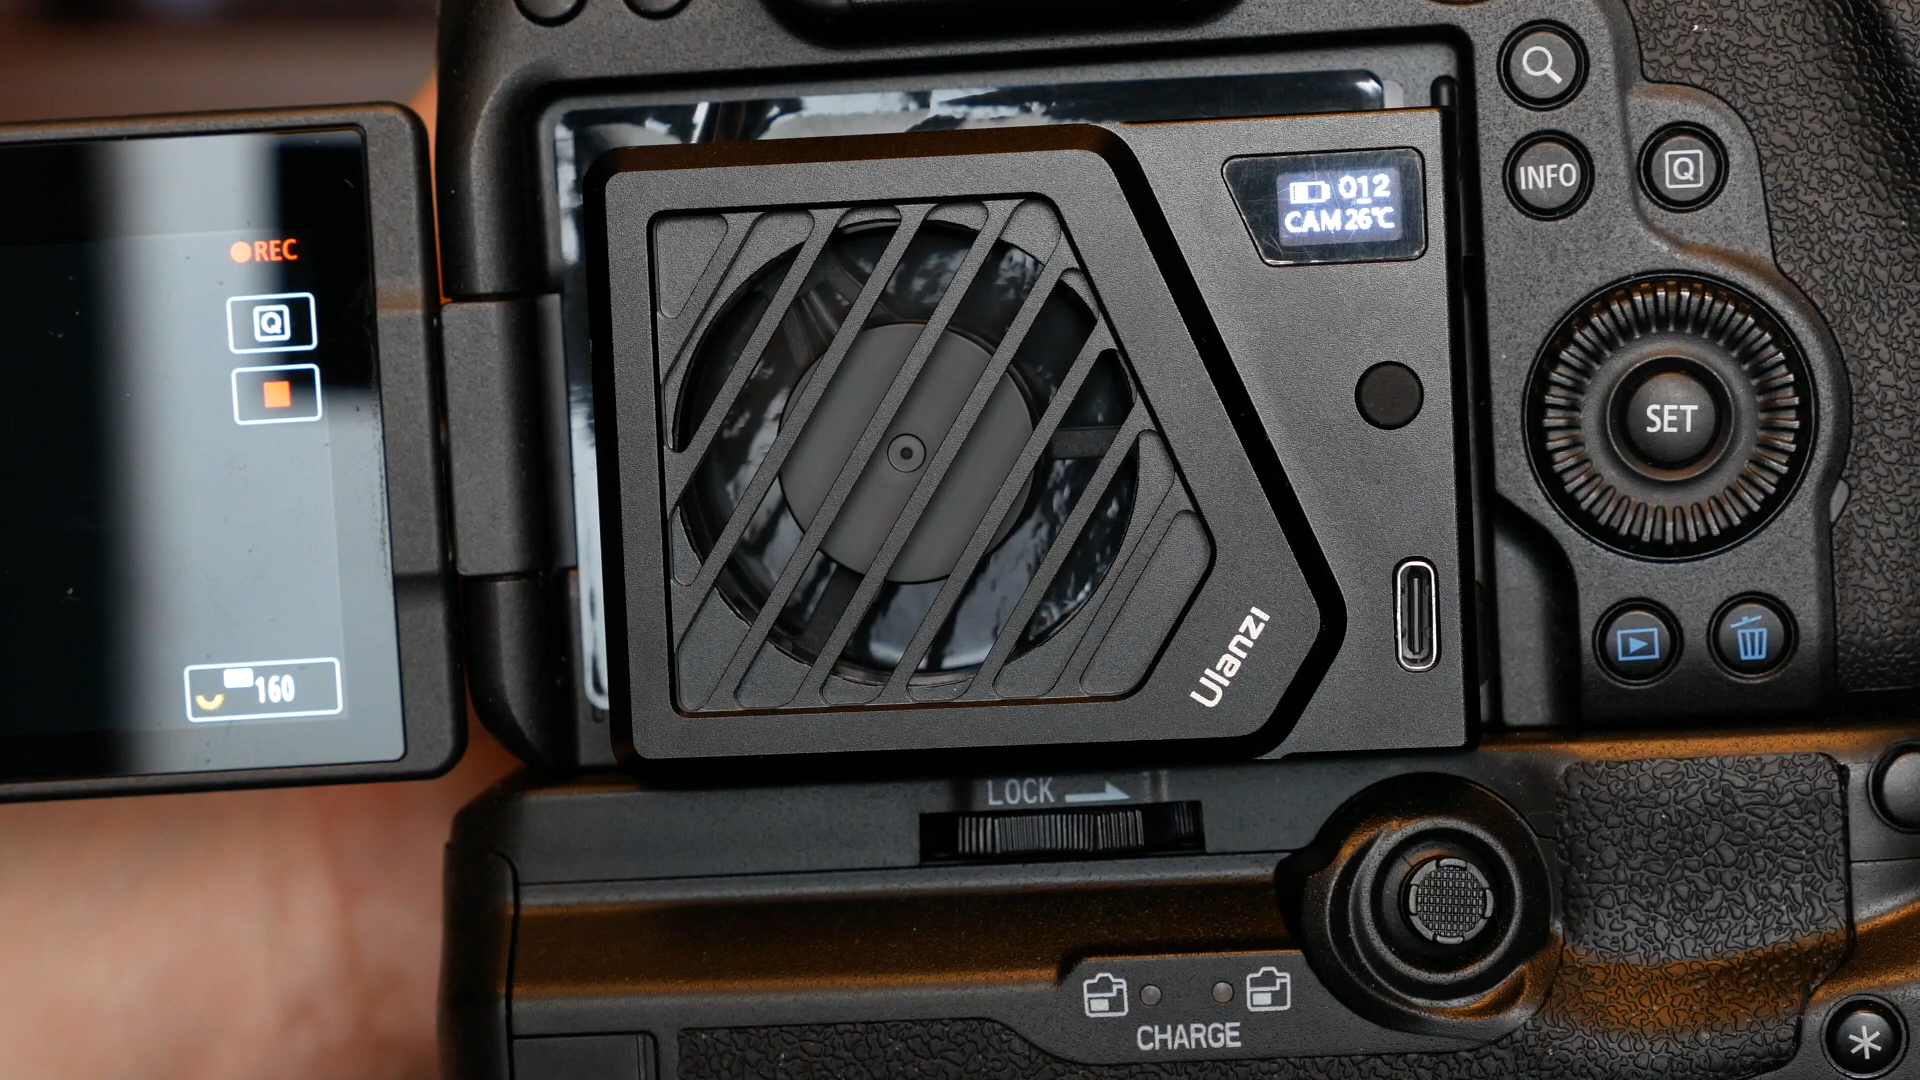 REC
Q
160
012
CAM 26℃
Ulanzi
INFO
Q
SET
LOCK
CHARGE